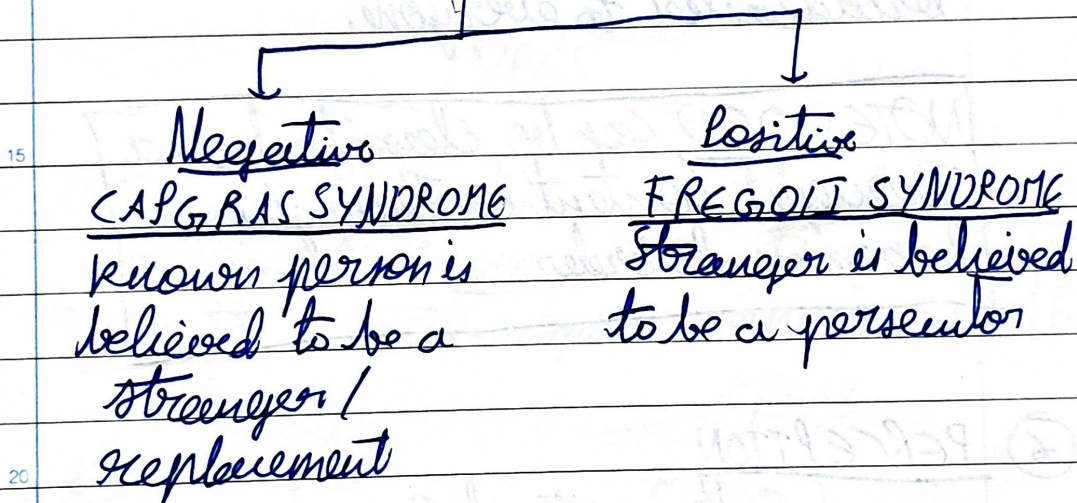 Negative
Positive
CAPGRAS SYNDROME
FREGOLI SYNDROME
known person is
Stranger is believed
believed to be a
to be a persecutor
stranger /
replacement
15
20